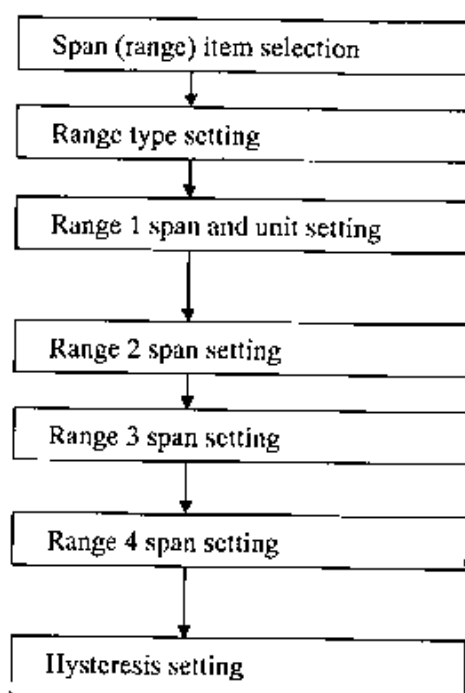 Span (range) item selection
Range type setting
Range 1 span and unit setting
Range 2 span setting
Range 3 span setting
Range 4 span setting
Hysteresis setting